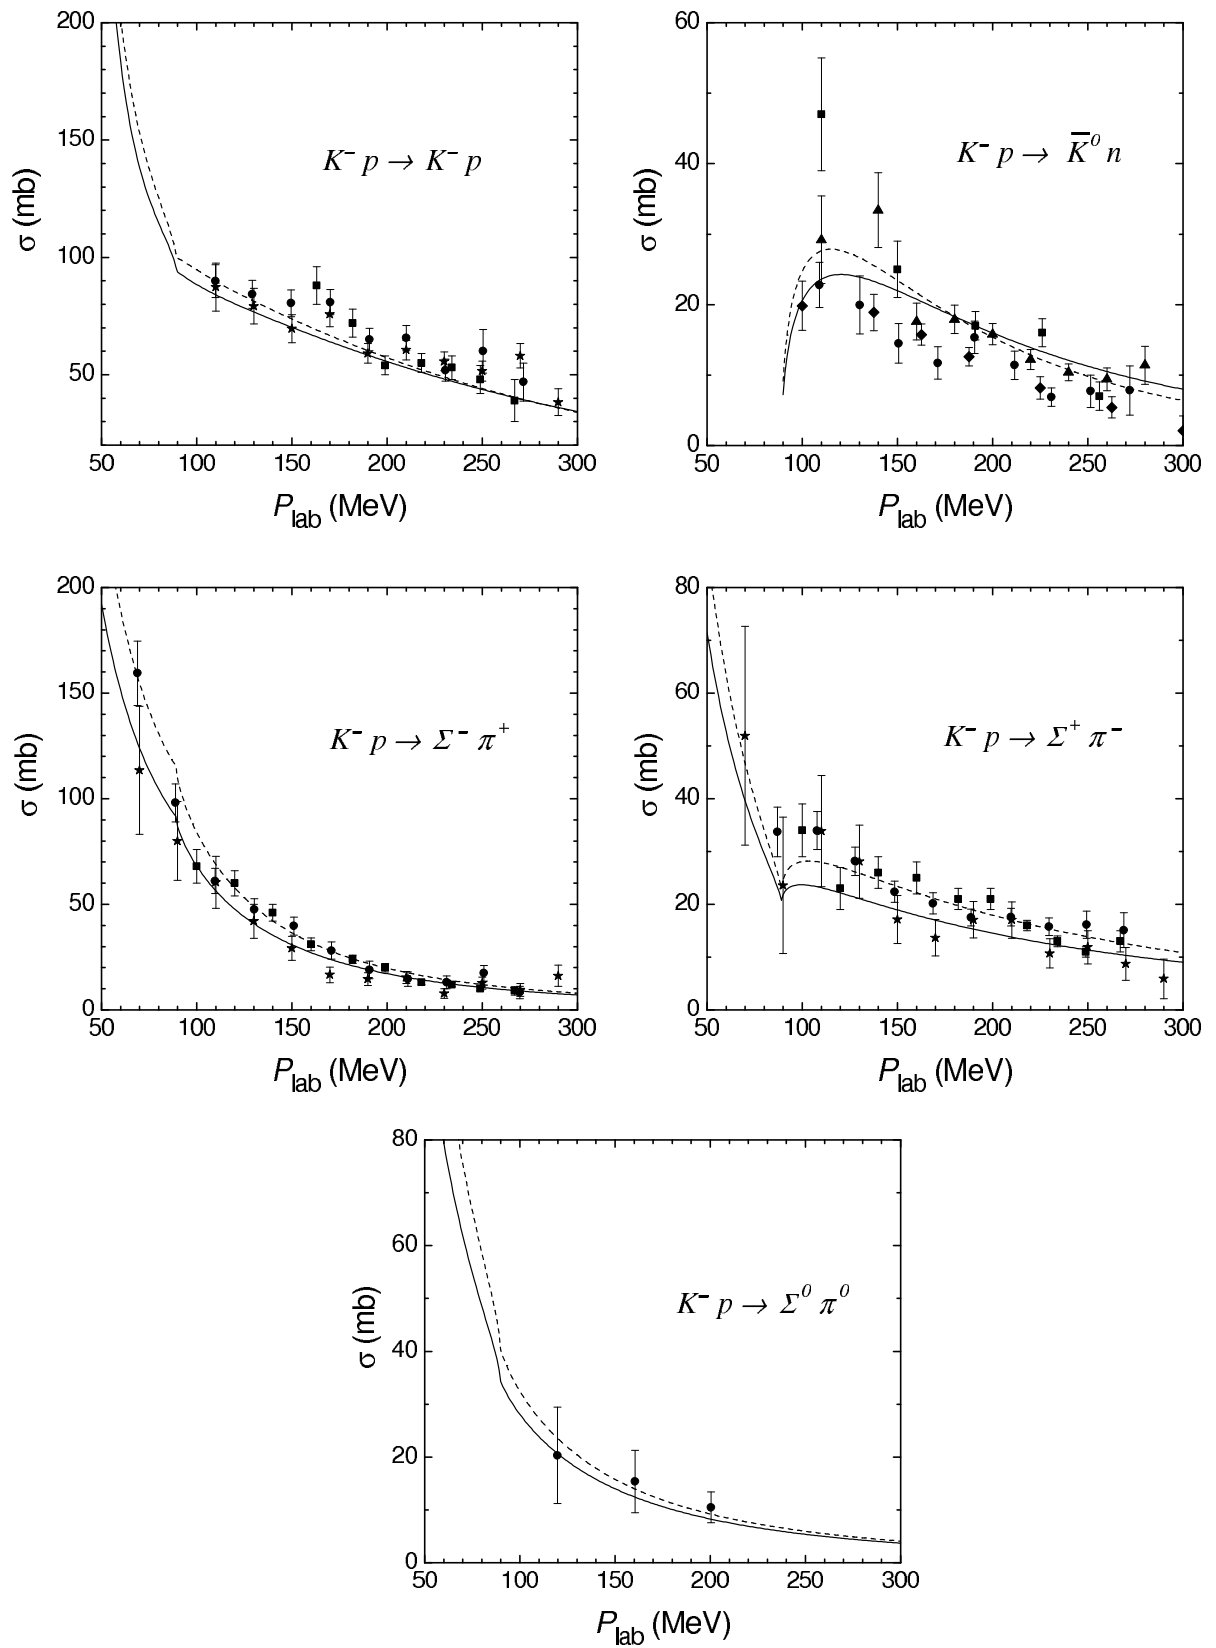 200
150
100
50
50 100 150 200 250 300
σ (mb)
P_lab (MeV)
K⁻ p → K⁻ p
60
40
20
0
50 100 150 200 250 300
σ (mb)
P_lab (MeV)
K⁻ p → K̅⁰ n
200
150
100
50
0
50 100 150 200 250 300
σ (mb)
P_lab (MeV)
K⁻ p → Σ⁻ π⁺
80
60
40
20
0
50 100 150 200 250 300
σ (mb)
P_lab (MeV)
K⁻ p → Σ⁺ π⁻
80
60
40
20
0
50 100 150 200 250 300
σ (mb)
P_lab (MeV)
K⁻ p → Σ⁰ π⁰